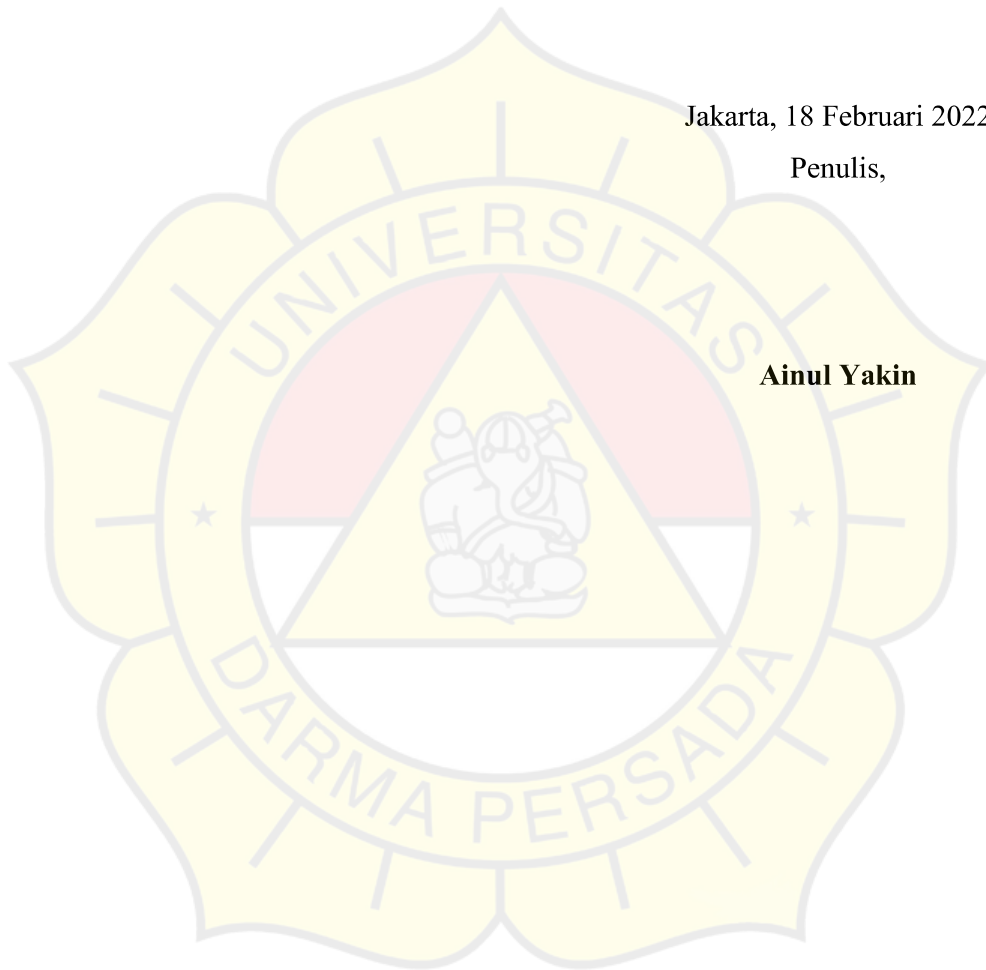 Jakarta, 18 Februari 2022
Penulis,
UNIVERSITAS
Ainul Yakin
DARMA PERSADA